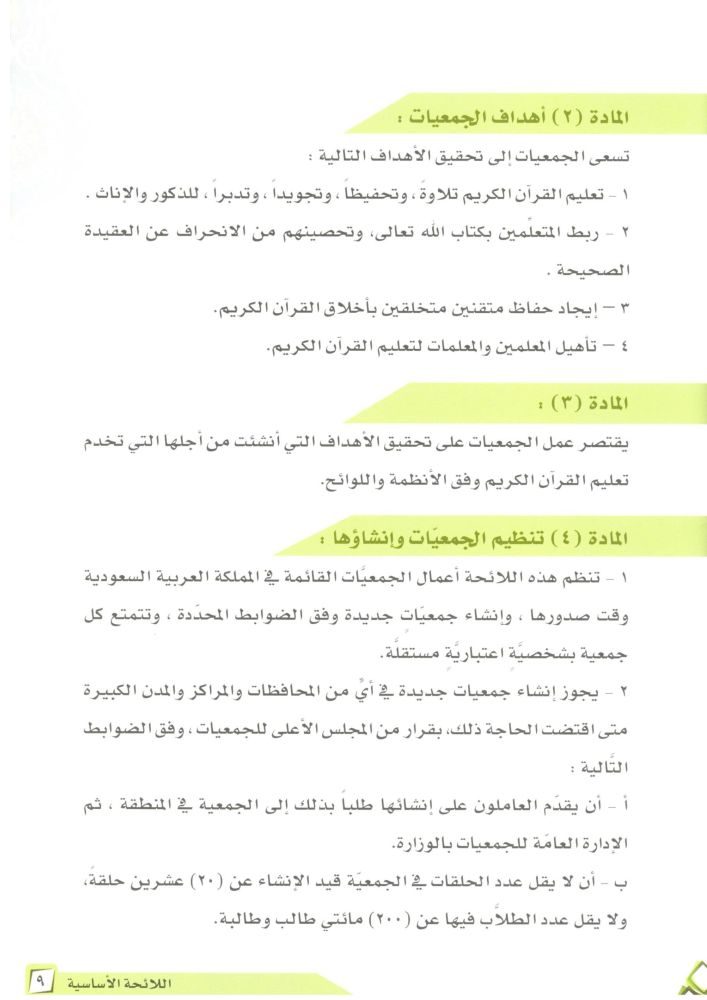 المادة (٢) أهداف الجمعيات :
تسعى الجمعيات إلى تحقيق الأهداف التالية :
١ - تعليم القرآن الكريم تلاوةً ، وتحفيظاً ، وتجويداً ، وتدبراً ، للذكور والإناث .
٢ - ربط المتعلِّمين بكتاب الله تعالى، وتحصينهم من الانحراف عن العقيدة
الصحيحة .
٣ – إيجاد حفاظ متقنين متخلقين بأخلاق القرآن الكريم.
٤ – تأهيل المعلمين والمعلمات لتعليم القرآن الكريم.
المادة (٣) :
يقتصر عمل الجمعيات على تحقيق الأهداف التي أنشئت من أجلها التي تخدم
تعليم القرآن الكريم وفق الأنظمة واللوائح.
المادة (٤) تنظيم الجمعيّات وإنشاؤها :
١ - تنظم هذه اللائحة أعمال الجمعيَّات القائمة في المملكة العربية السعودية
وقت صدورها ، وإنشاء جمعيّاتٍ جديدة وفق الضوابط المحدّدة ، وتتمتع كل
جمعية بشخصيَّةٍ اعتباريَّةٍ مستقلَّة.
٢ - يجوز إنشاء جمعيات جديدة في أيٍّ من المحافظات والمراكز والمدن الكبيرة
متى اقتضت الحاجة ذلك، بقرار من المجلس الأعلى للجمعيات ، وفق الضوابط
التَّالية :
أ - أن يقدّم العاملون على إنشائها طلباً بذلك إلى الجمعية في المنطقة ، ثم
الإدارة العامّة للجمعيات بالوزارة.
ب - أن لا يقل عدد الحلقات في الجمعيّة قيد الإنشاء عن (٢٠) عشرين حلقةً،
ولا يقل عدد الطلاَّب فيها عن (٢٠٠) مائتي طالب وطالبة.
اللائحة الأساسية ٩